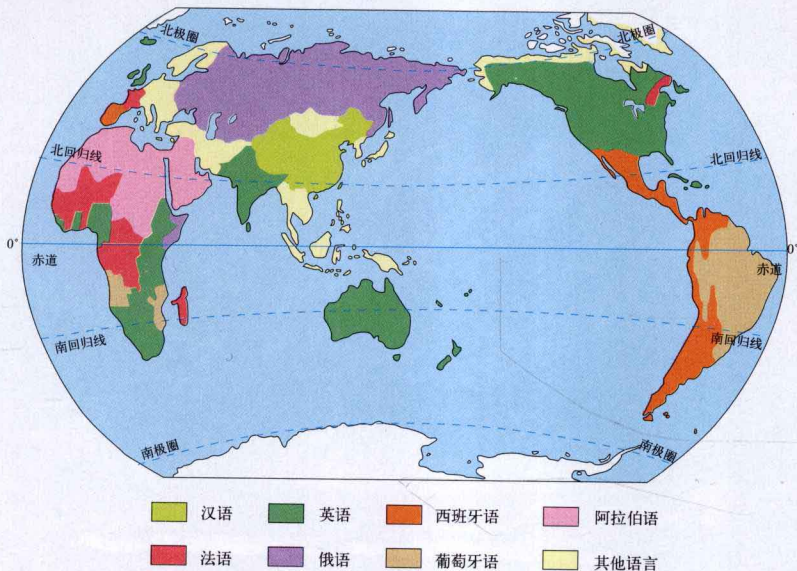 北极圈
北极圈
北回归线
北回归线
0°
0°
赤道
赤道
南回归线
南回归线
南极圈
南极圈
汉语
英语
西班牙语
阿拉伯语
法语
俄语
葡萄牙语
其他语言